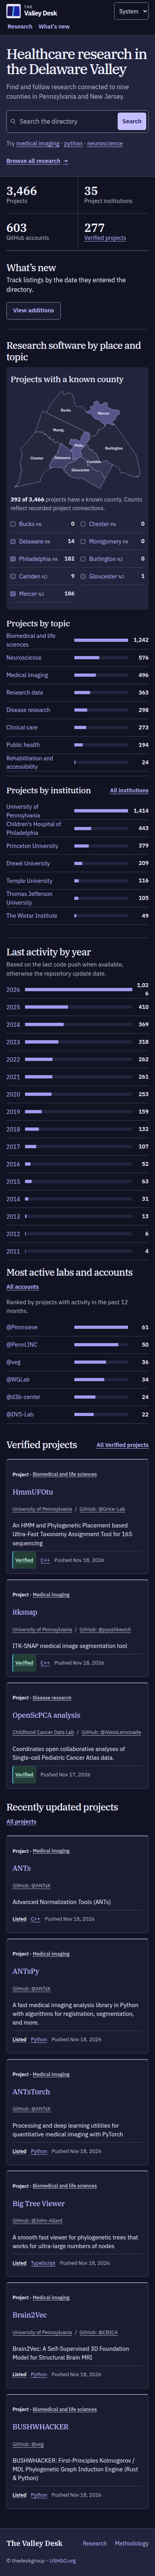 THE
Valley Desk
System
Research What's new
Healthcare research in
the Delaware Valley
Find and follow research connected to nine
counties in Pennsylvania and New Jersey.
Search the directory
Search
Try medical imaging · python · neuroscience
Browse all research →
3,466
Projects
35
Project institutions
603
GitHub accounts
277
Verified projects
What's new
Track listings by the date they entered the
directory.
View additions
Research software by place and
topic
Projects with a known county
Bucks
Mercer
Montg.
Phila.
Chester
Delaware
Burlington
Camden
Gloucester
392 of 3,466 projects have a known county. Counts
reflect recorded project connections.
Bucks PA 0
Chester PA 0
Delaware PA 14
Montgomery PA 0
Philadelphia PA 182
Burlington NJ 0
Camden NJ 9
Gloucester NJ 1
Mercer NJ 186
Projects by topic
Biomedical and life
sciences
1,242
Neuroscience 576
Medical imaging 496
Research data 363
Disease research 298
Clinical care 273
Public health 194
Rehabilitation and
accessibility
24
Projects by institution All institutions
University of
Pennsylvania
1,414
Children's Hospital of
Philadelphia
443
Princeton University 379
Drexel University 209
Temple University 116
Thomas Jefferson
University
105
The Wistar Institute 49
Last activity by year
Based on the last code push when available,
otherwise the repository update date.
2026 1,02
6
2025 410
2024 369
2023 318
2022 262
2021 261
2020 253
2019 159
2018 132
2017 107
2016 52
2015 63
2014 31
2013 13
2012 6
2011 4
Most active labs and accounts
All accounts
Ranked by projects with activity in the past 12
months.
@Pennsieve 61
@PennLINC 50
@veg 36
@WGLab 34
@d3b-center 24
@DV5-Lab 22
Verified projects All Verified projects
Project · Biomedical and life sciences
HmmUFOtu
University of Pennsylvania / GitHub: @Grice-Lab
An HMM and Phylogenetic Placement based
Ultra-Fast Taxonomy Assignment Tool for 16S
sequencing
Verified C++ Pushed Nov 18, 2026
Project · Medical imaging
itksnap
University of Pennsylvania / GitHub: @pyushkevich
ITK-SNAP medical image segmentation tool
Verified C++ Pushed Nov 18, 2026
Project · Disease research
OpenScPCA analysis
Childhood Cancer Data Lab / GitHub: @AlexsLemonade
Coordinates open collaborative analyses of
Single-cell Pediatric Cancer Atlas data.
Verified Pushed Nov 17, 2026
Recently updated projects
All projects
Project · Medical imaging
ANTs
GitHub: @ANTsX
Advanced Normalization Tools (ANTs)
Listed C++ Pushed Nov 18, 2026
Project · Medical imaging
ANTsPy
GitHub: @ANTsX
A fast medical imaging analysis library in Python
with algorithms for registration, segmentation,
and more.
Listed Python Pushed Nov 18, 2026
Project · Medical imaging
ANTsTorch
GitHub: @ANTsX
Processing and deep learning utilities for
quantitative medical imaging with PyTorch
Listed Python Pushed Nov 18, 2026
Project · Biomedical and life sciences
Big Tree Viewer
GitHub: @John-Allard
A smooth fast viewer for phylogenetic trees that
works for ultra-large numbers of nodes
Listed TypeScript Pushed Nov 18, 2026
Project · Medical imaging
Brain2Vec
University of Pennsylvania / GitHub: @CBICA
Brain2Vec: A Self-Supervised 3D Foundation
Model for Structural Brain MRI
Listed Python Pushed Nov 18, 2026
Project · Biomedical and life sciences
BUSHWHACKER
GitHub: @veg
BUSHWHACKER: First-Principles Kolmogorov /
MDL Phylogenetic Graph Induction Engine (Rust
& Python)
Listed Python Pushed Nov 18, 2026
The Valley Desk Research Methodology
© thedeskgroup · USHSO.org